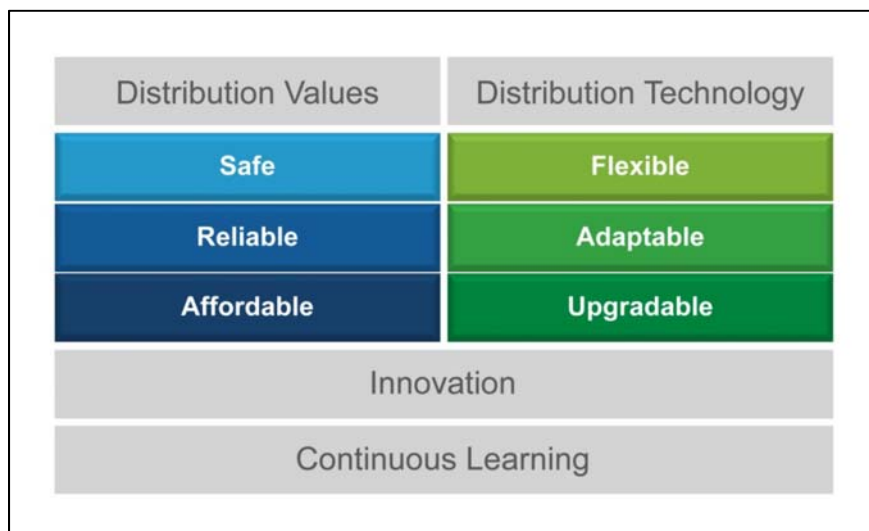 Distribution Values
Distribution Technology
Safe
Flexible
Reliable
Adaptable
Affordable
Upgradable
Innovation
Continuous Learning